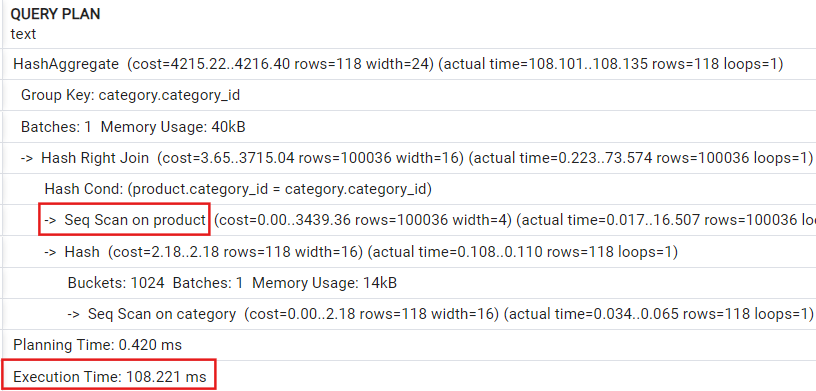 QUERY PLAN
text
HashAggregate (cost=4215.22..4216.40 rows=118 width=24) (actual time=108.101..108.135 rows=118 loops=1)
Group Key: category.category_id
Batches: 1 Memory Usage: 40kB
-> Hash Right Join (cost=3.65..3715.04 rows=100036 width=16) (actual time=0.223..73.574 rows=100036 loops=1)
Hash Cond: (product.category_id = category.category_id)
-> Seq Scan on product (cost=0.00..3439.36 rows=100036 width=4) (actual time=0.017..16.507 rows=100036
-> Hash (cost=2.18..2.18 rows=118 width=16) (actual time=0.108..0.110 rows=118 loops=1)
Buckets: 1024 Batches: 1 Memory Usage: 14kB
-> Seq Scan on category (cost=0.00..2.18 rows=118 width=16) (actual time=0.034..0.065 rows=118 loops=1)
Planning Time: 0.420 ms
Execution Time: 108.221 ms